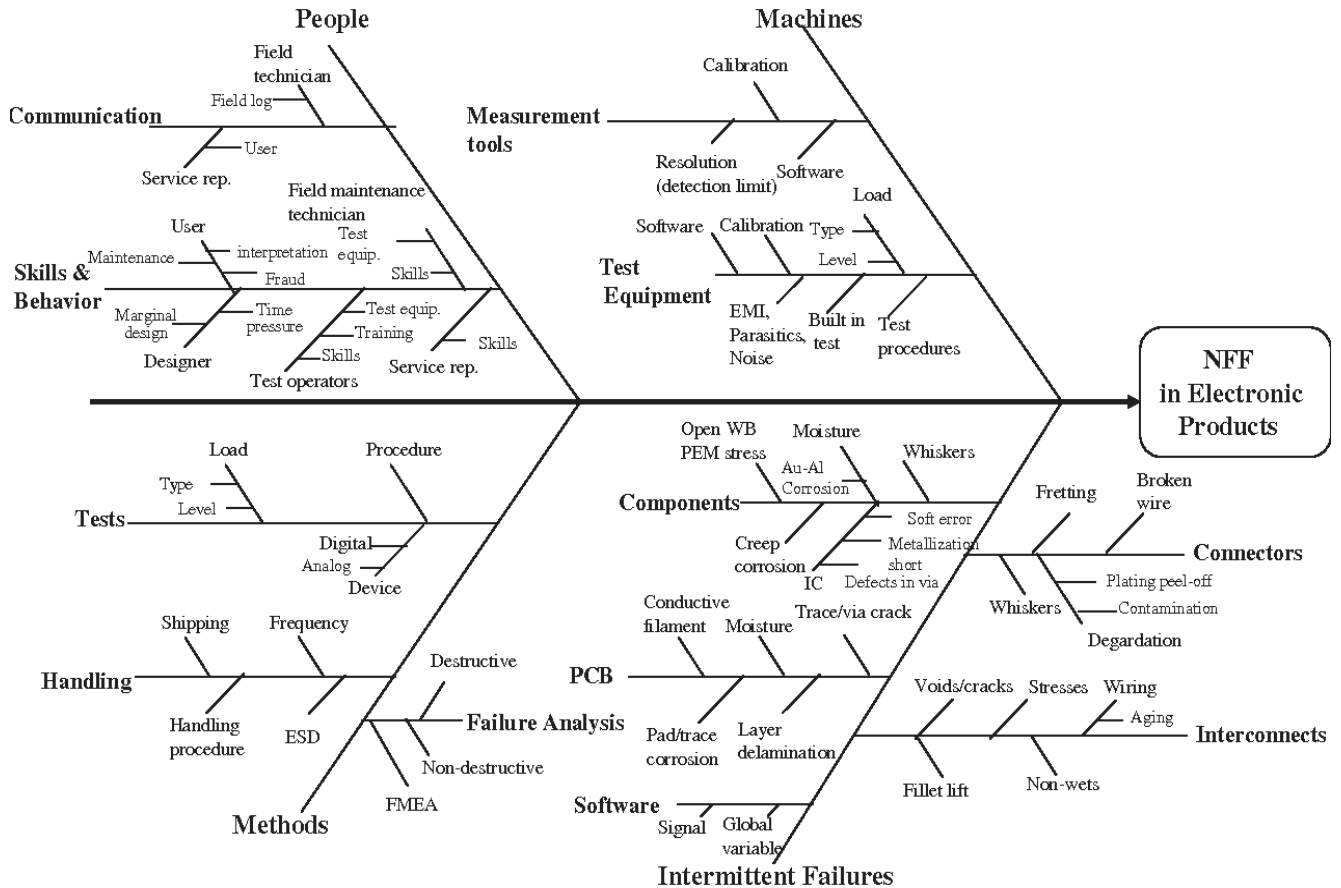 People
Machines
Field
technician
Field log
Communication
User
Service rep.
Calibration
Measurement
tools
Resolution
(detection limit)
Software
Field maintenance
technician
Test
equip.
Skills
User
interpretation
Maintenance
Fraud
Skills &
Behavior
Marginal
design
Time
pressure
Designer
Test equip.
Training
Skills
Test operators
Skills
Service rep.
Software
Calibration
Load
Type
Level
Test
Equipment
EMI,
Parasitics,
Noise
Built in
test
Test
procedures
NFF
in Electronic
Products
Load
Type
Level
Procedure
Tests
Digital
Analog
Device
Shipping
Frequency
Handling
Handling
procedure
ESD
Destructive
Failure Analysis
Non-destructive
FMEA
Methods
Open WB
PEM stress
Moisture
Au-Al
Corrosion
Whiskers
Components
Creep
corrosion
Soft error
Metallization
short
IC
Defects in via
Fretting
Broken
wire
Connectors
Whiskers
Plating peel-off
Contamination
Degardation
Conductive
filament
Moisture
Trace/via crack
PCB
Pad/trace
corrosion
Layer
delamination
Voids/cracks
Stresses
Wiring
Aging
Interconnects
Fillet lift
Non-wets
Software
Signal
Global
variable
Intermittent Failures